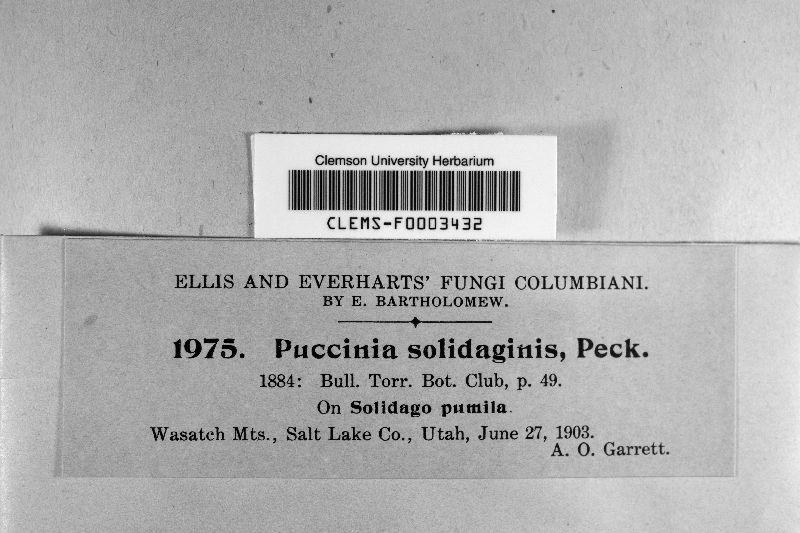 Clemson University Herbarium
CLEMS-F0003432
ELLIS AND EVERHARTS' FUNGI COLUMBIANI.
BY E. BARTHOLOMEW.
1975. Puccinia solidaginis, Peck.
1884: Bull. Torr. Bot. Club, p. 49.
On Solidago pumila.
Wasatch Mts., Salt Lake Co., Utah, June 27, 1903.
A. O. Garrett.